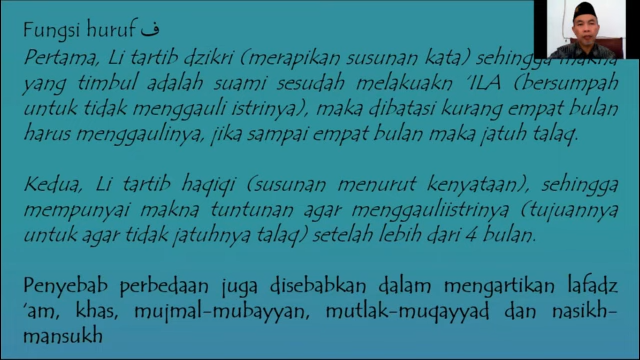 Fungsi huruf ف
Pertama, Li tartib dzikri (merapikan susunan kata) sehingga makna
yang timbul adalah suami sesudah melakuakn 'ILA (bersumpah
untuk tidak menggauli istrinya), maka dibatasi kurang empat bulan
harus menggaulinya, jika sampai empat bulan maka jatuh talaq.
Kedua, Li tartib haqiqi (susunan menurut kenyataan), sehingga
mempunyai makna tuntunan agar menggauliistrinya (tujuannya
untuk agar tidak jatuhnya talaq) setelah lebih dari 4 bulan.
Penyebab perbedaan juga disebabkan dalam mengartikan lafadz
'am, khas, mujmal-mubayyan, mutlak-muqayyad dan nasikh-
mansukh